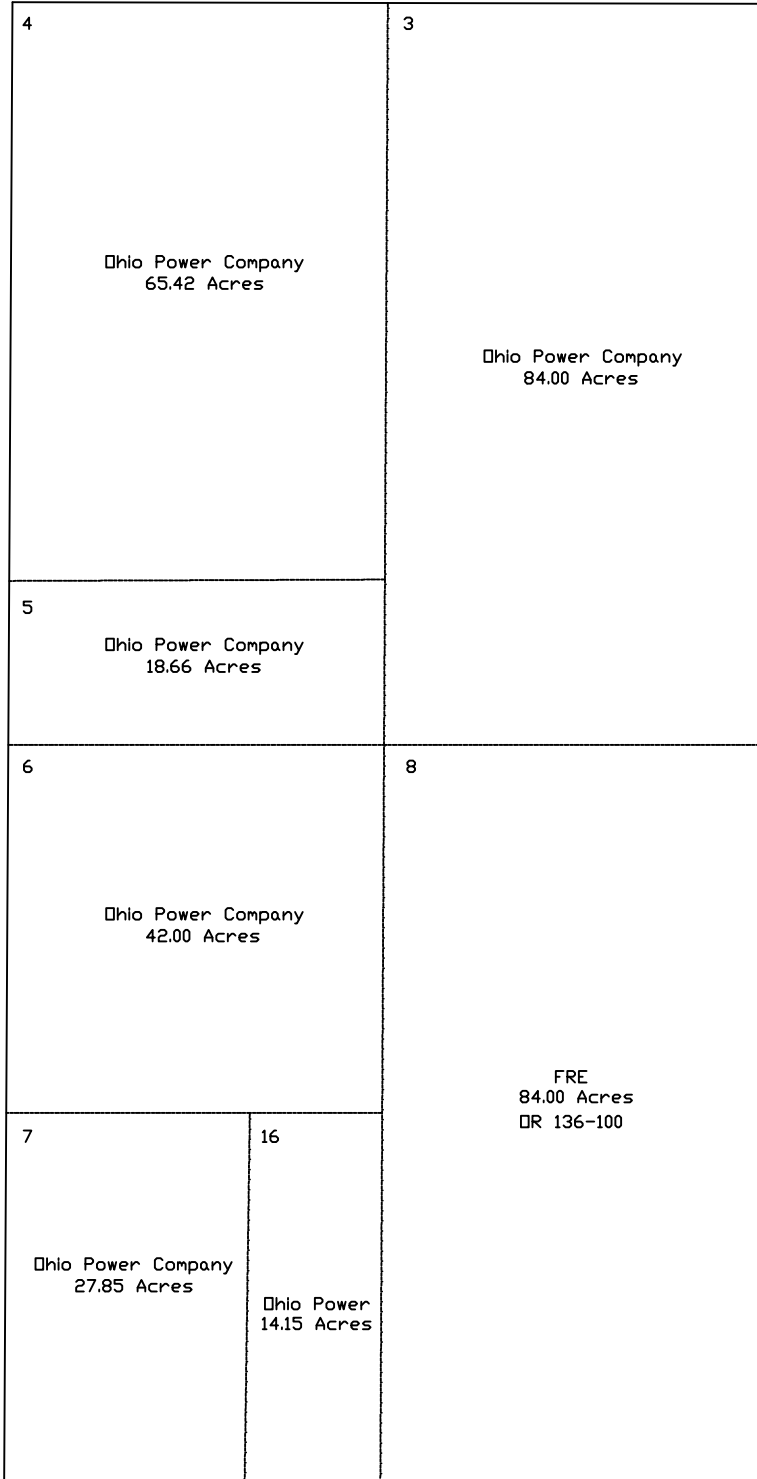 4
Ohio Power Company
65.42 Acres
3
Ohio Power Company
84.00 Acres
5
Ohio Power Company
18.66 Acres
6
Ohio Power Company
42.00 Acres
8
FRE
84.00 Acres
OR 136-100
7
Ohio Power Company
27.85 Acres
16
Ohio Power
14.15 Acres